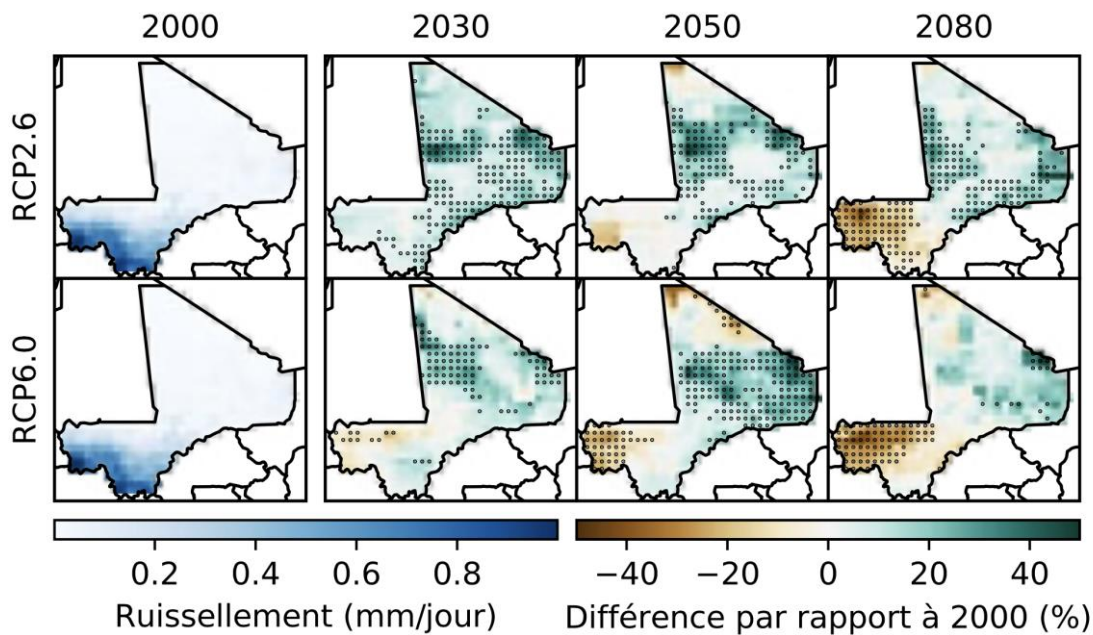 2000 2030 2050 2080
RCP2.6
RCP6.0
0.2 0.4 0.6 0.8 −40 −20 0 20 40
Ruissellement (mm/jour) Différence par rapport à 2000 (%)